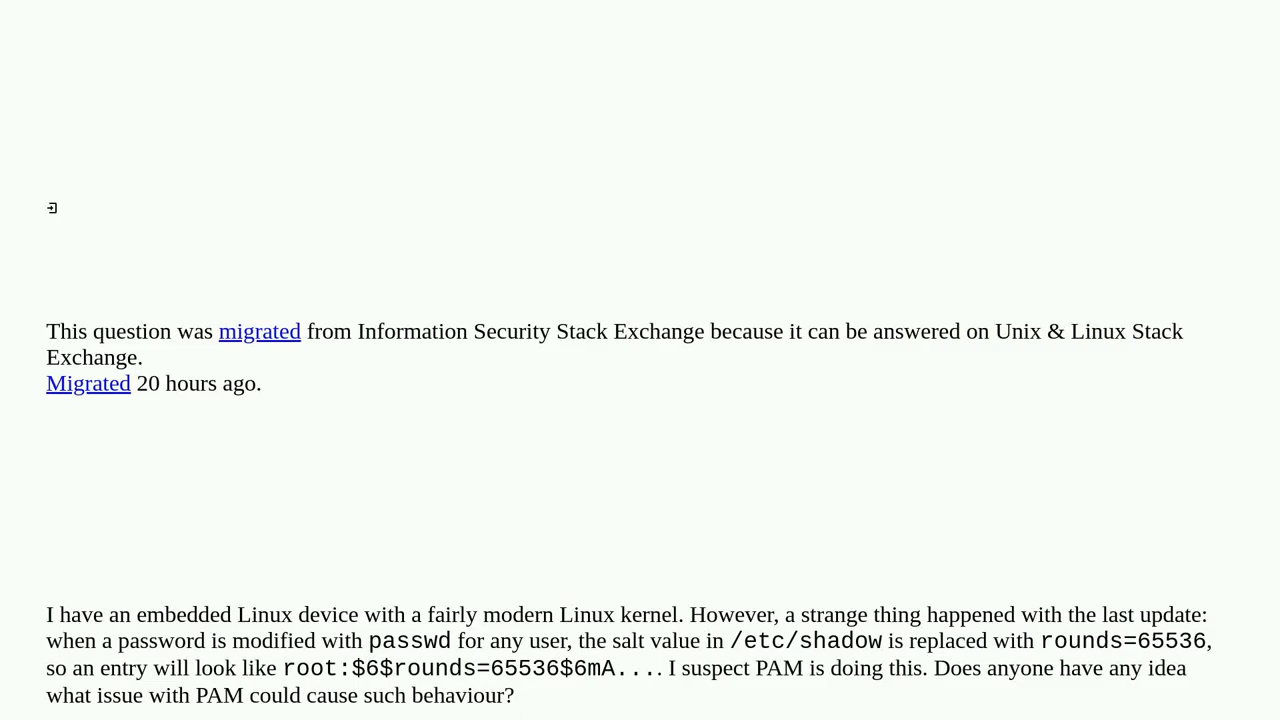 This question was migrated from Information Security Stack Exchange because it can be answered on Unix & Linux Stack
Exchange.
Migrated 20 hours ago.
I have an embedded Linux device with a fairly modern Linux kernel. However, a strange thing happened with the last update:
when a password is modified with passwd for any user, the salt value in /etc/shadow is replaced with rounds=65536,
so an entry will look like root:$6$rounds=65536$6mA.... I suspect PAM is doing this. Does anyone have any idea
what issue with PAM could cause such behaviour?